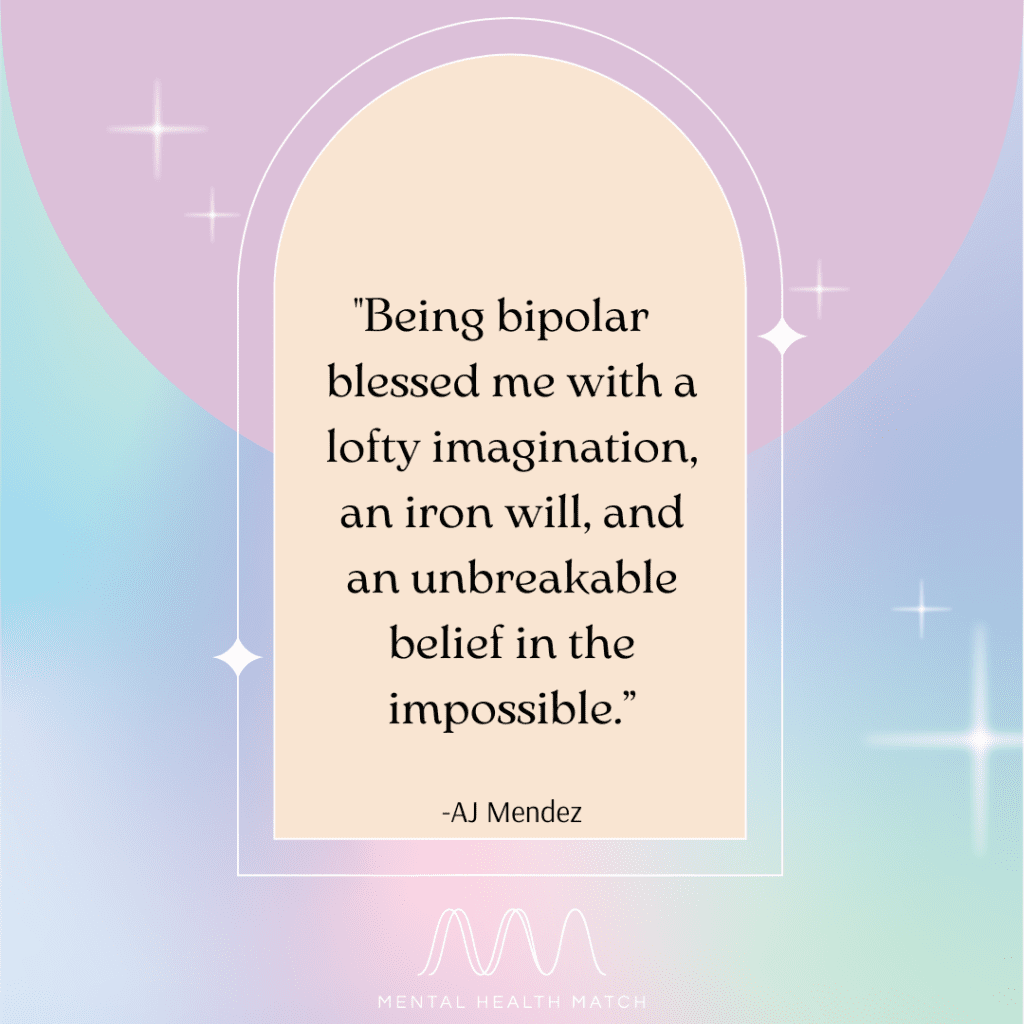 "Being bipolar
blessed me with a
lofty imagination,
an iron will, and
an unbreakable
belief in the
impossible.”
-AJ Mendez
MENTAL HEALTH MATCH